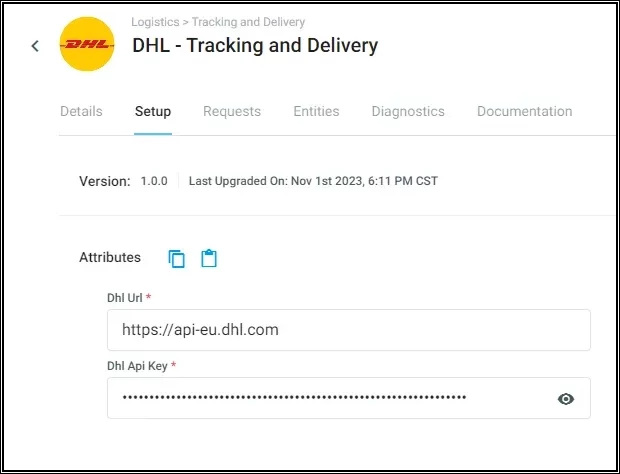 Logistics > Tracking and Delivery
DHL
DHL - Tracking and Delivery
Details Setup Requests Entities Diagnostics Documentation
Version: 1.0.0 Last Upgraded On: Nov 1st 2023, 6:11 PM CST
Attributes
Dhl Url *
https://api-eu.dhl.com
Dhl Api Key *